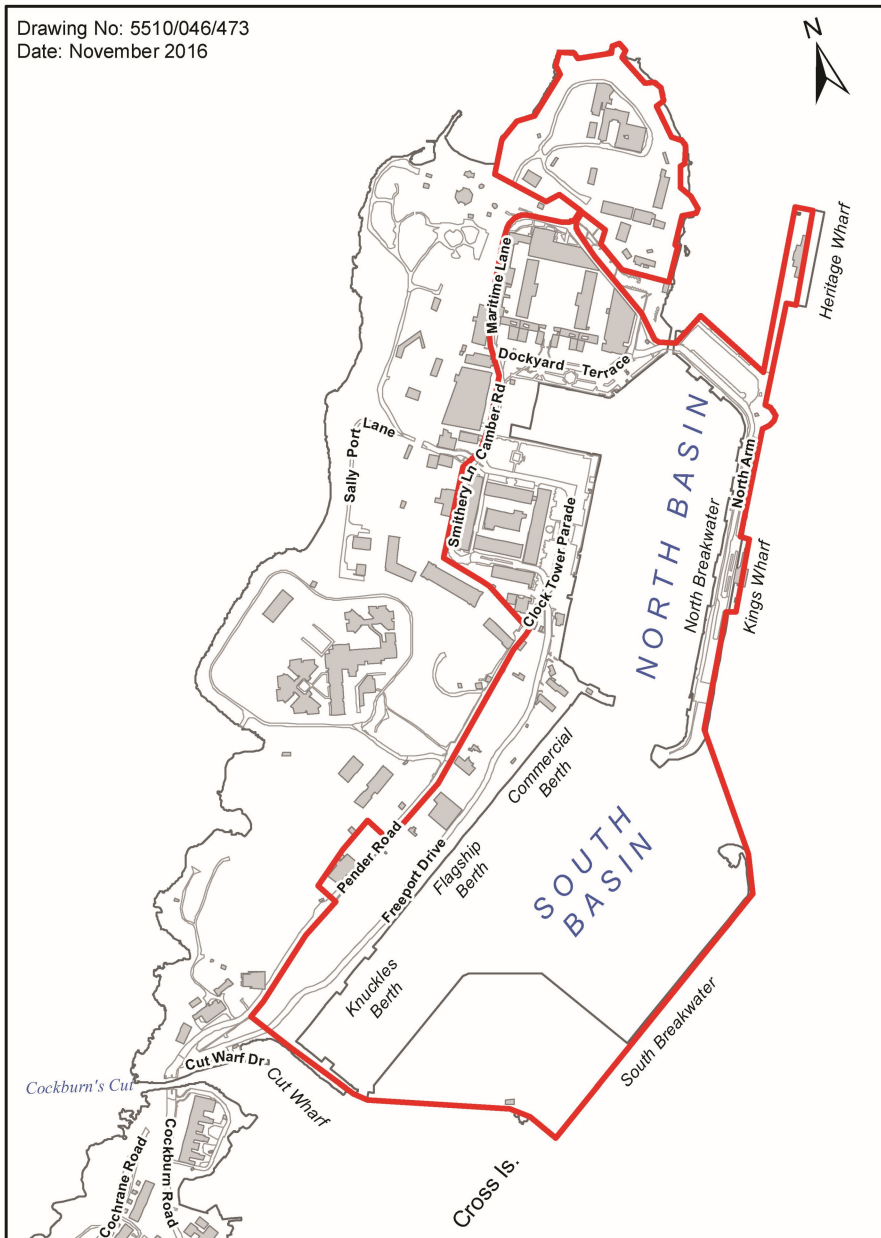 Drawing No: 5510/046/473
Date: November 2016
N
Heritage Wharf
Maritime Lane
Dockyard Terrace
Camber Rd
Sally Port Lane
Smithery Ln
Clock Tower Parade
NORTH BASIN
North Breakwater
North Arm
Kings Wharf
Commercial
Berth
SOUTH
BASIN
Flagship
Berth
Pender Road
Freeport Drive
Knuckles
Berth
South Breakwater
Cut Warf Dr
Cut Wharf
Cockburn's Cut
Cochrane Road
Cockburn Road
Cross Is.